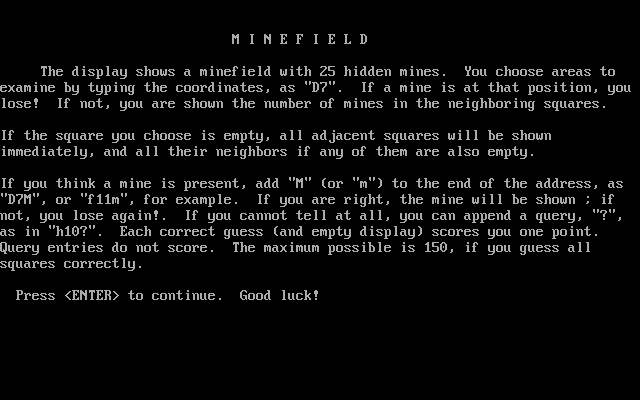 M I N E F I E L D
The display shows a minefield with 25 hidden mines.  You choose areas to
examine by typing the coordinates, as "D7".  If a mine is at that position, you
lose!  If not, you are shown the number of mines in the neighboring squares.
If the square you choose is empty, all adjacent squares will be shown
immediately, and all their neighbors if any of them are also empty.
If you think a mine is present, add "M" (or "m") to the end of the address, as
"D7M", or "f11m", for example.  If you are right, the mine will be shown ; if
not, you lose again!.  If you cannot tell at all, you can append a query, "?",
as in "h10?".  Each correct guess (and empty display) scores you one point.
Query entries do not score.  The maximum possible is 150, if you guess all
squares correctly.
Press <ENTER> to continue.  Good luck!